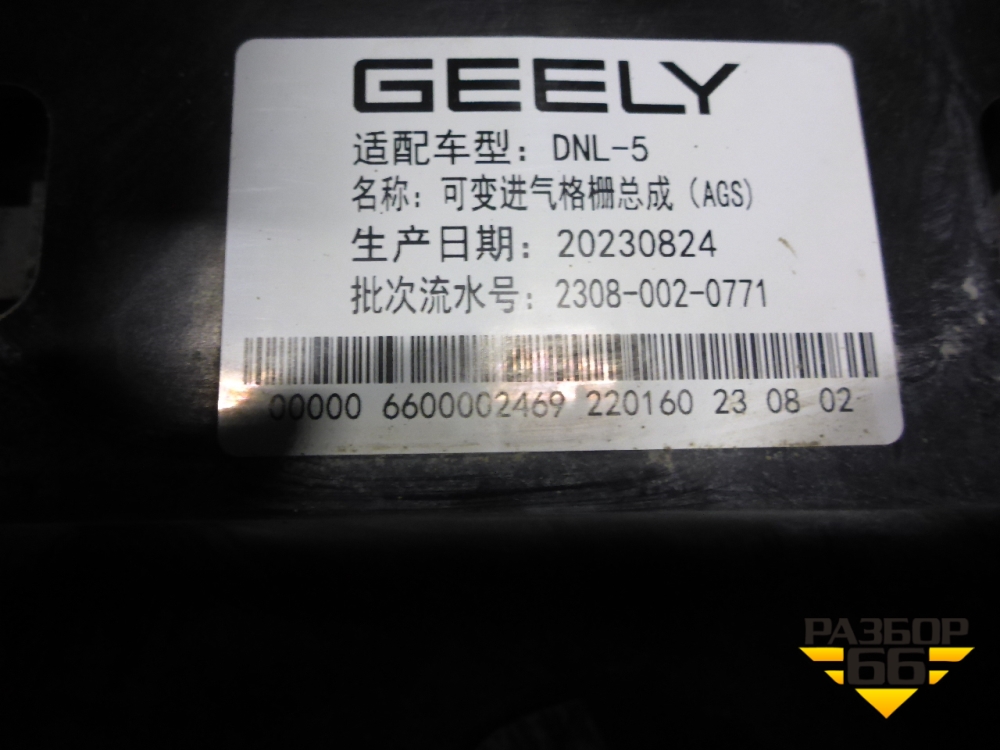 GEELY
适配车型：DNL-5
名称：可变进气格栅总成（AGS）
生产日期：20230824
批次流水号：2308-002-0771
00000 6600002469 220160 23 08 02
РАЗБОР
66